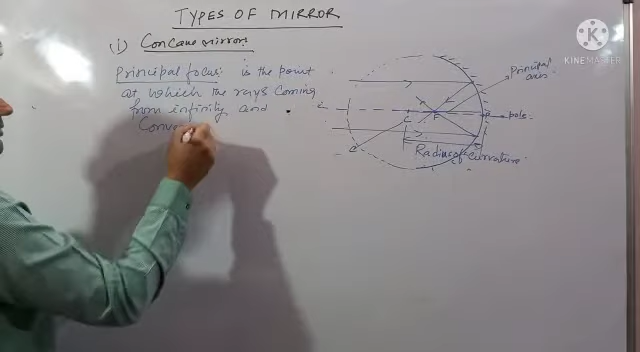 TYPES OF MIRROR
(i) Concave mirror
Principal focus is the point
at which the rays coming
from infinity and
Conv
Principal
axis
pole
C
F
Radius of curvature
KINEMASTER